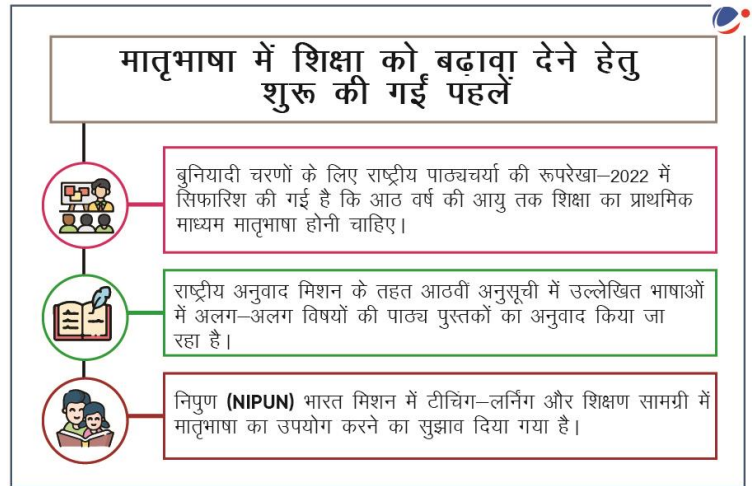 मातृभाषा में शिक्षा को बढ़ावा देने हेतु
शुरू की गईं पहलें
बुनियादी चरणों के लिए राष्ट्रीय पाठ्यचर्या की रूपरेखा–2022 में
सिफारिश की गई है कि आठ वर्ष की आयु तक शिक्षा का प्राथमिक
माध्यम मातृभाषा होनी चाहिए।
राष्ट्रीय अनुवाद मिशन के तहत आठवीं अनुसूची में उल्लेखित भाषाओं
में अलग–अलग विषयों की पाठ्य पुस्तकों का अनुवाद किया जा
रहा है।
निपुण (NIPUN) भारत मिशन में टीचिंग–लर्निंग और शिक्षण सामग्री में
मातृभाषा का उपयोग करने का सुझाव दिया गया है।